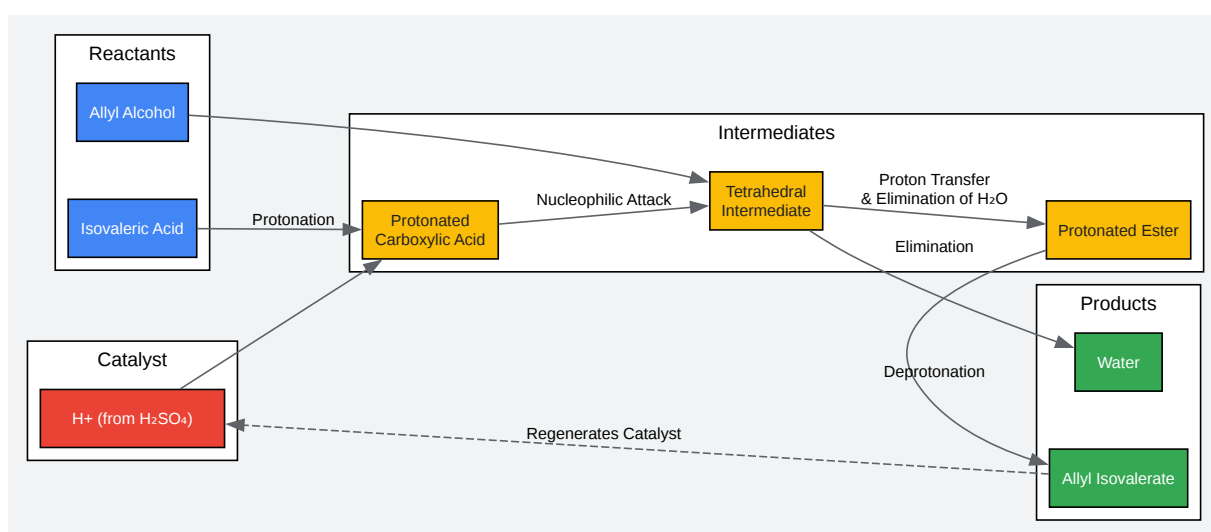 Reactants
Allyl Alcohol
Isovaleric Acid
Protonation
Intermediates
Protonated
Carboxylic Acid
Nucleophilic Attack
Tetrahedral
Intermediate
Proton Transfer
& Elimination of H₂O
Elimination
Protonated Ester
Catalyst
H+ (from H₂SO₄)
Products
Water
Deprotonation
Regenerates Catalyst
Allyl Isovalerate